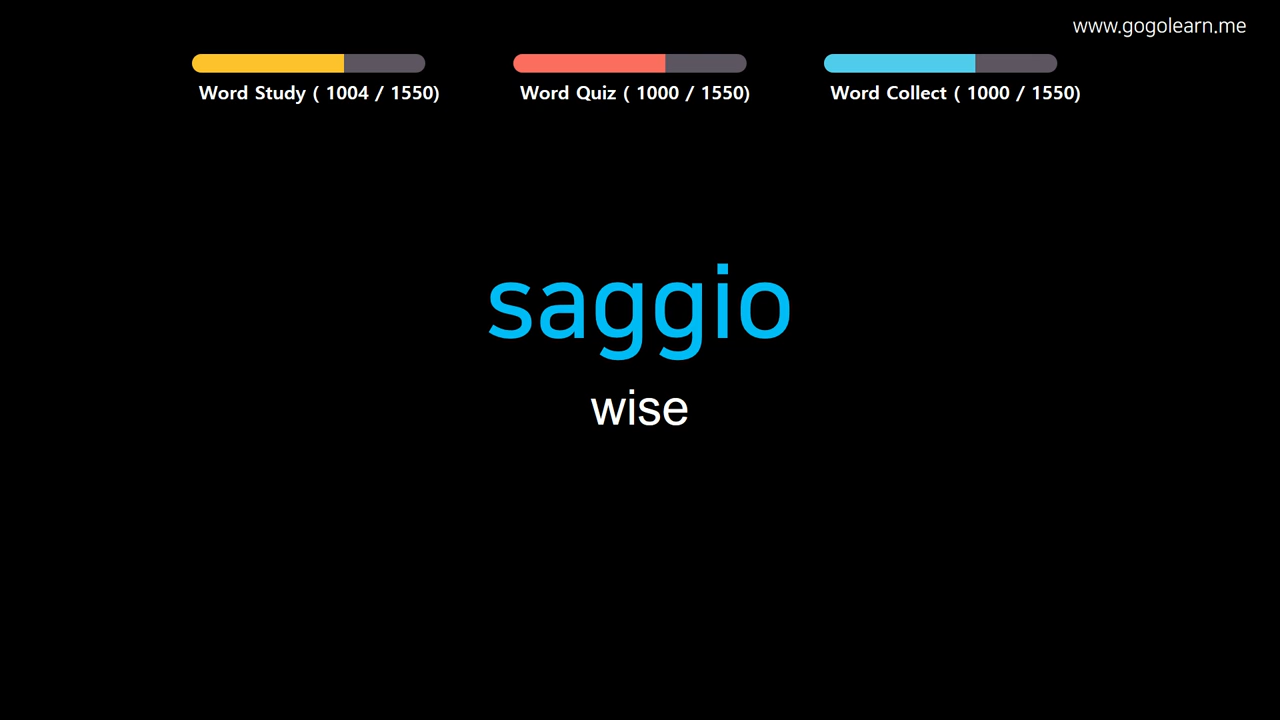 www.gogolearn.me
Word Study ( 1004 / 1550)
Word Quiz ( 1000 / 1550)
Word Collect ( 1000 / 1550)
saggio
wise